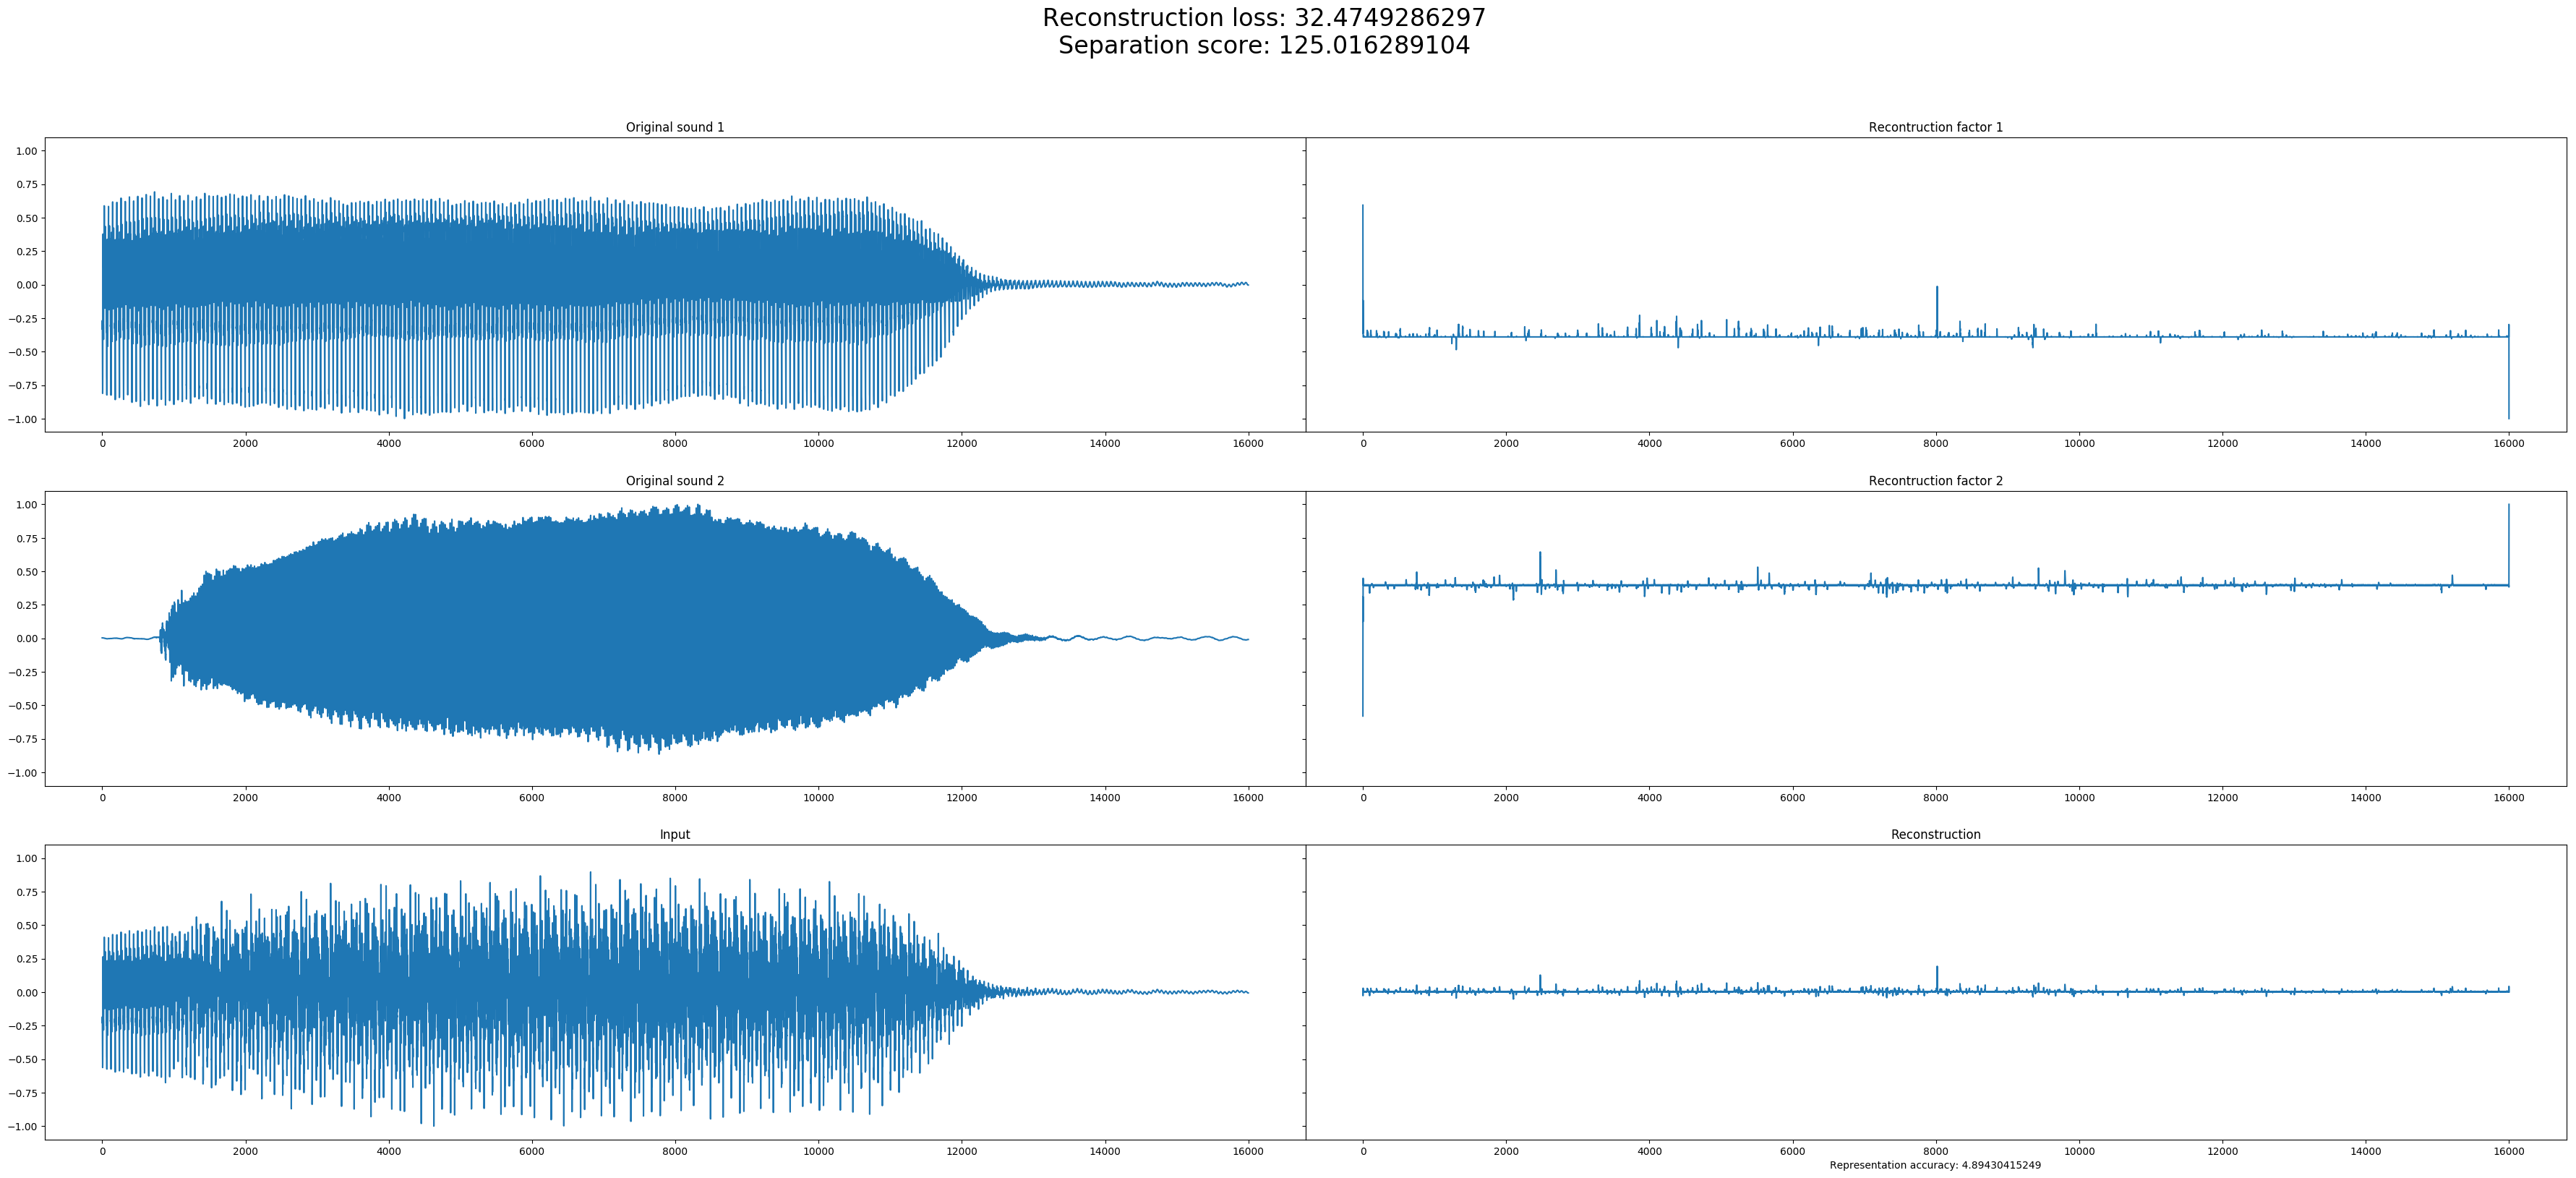 Reconstruction loss: 32.4749286297
Separation score: 125.016289104
Original sound 1
Recontruction factor 1
1.00
0.75
0.50
0.25
0.00
−0.25
−0.50
−0.75
−1.00
0 2000 4000 6000 8000 10000 12000 14000 16000
0 2000 4000 6000 8000 10000 12000 14000 16000
Original sound 2
Recontruction factor 2
1.00
0.75
0.50
0.25
0.00
−0.25
−0.50
−0.75
−1.00
0 2000 4000 6000 8000 10000 12000 14000 16000
0 2000 4000 6000 8000 10000 12000 14000 16000
Input
Reconstruction
1.00
0.75
0.50
0.25
0.00
−0.25
−0.50
−0.75
−1.00
0 2000 4000 6000 8000 10000 12000 14000 16000
0 2000 4000 6000 8000 10000 12000 14000 16000
Representation accuracy: 4.89430415249